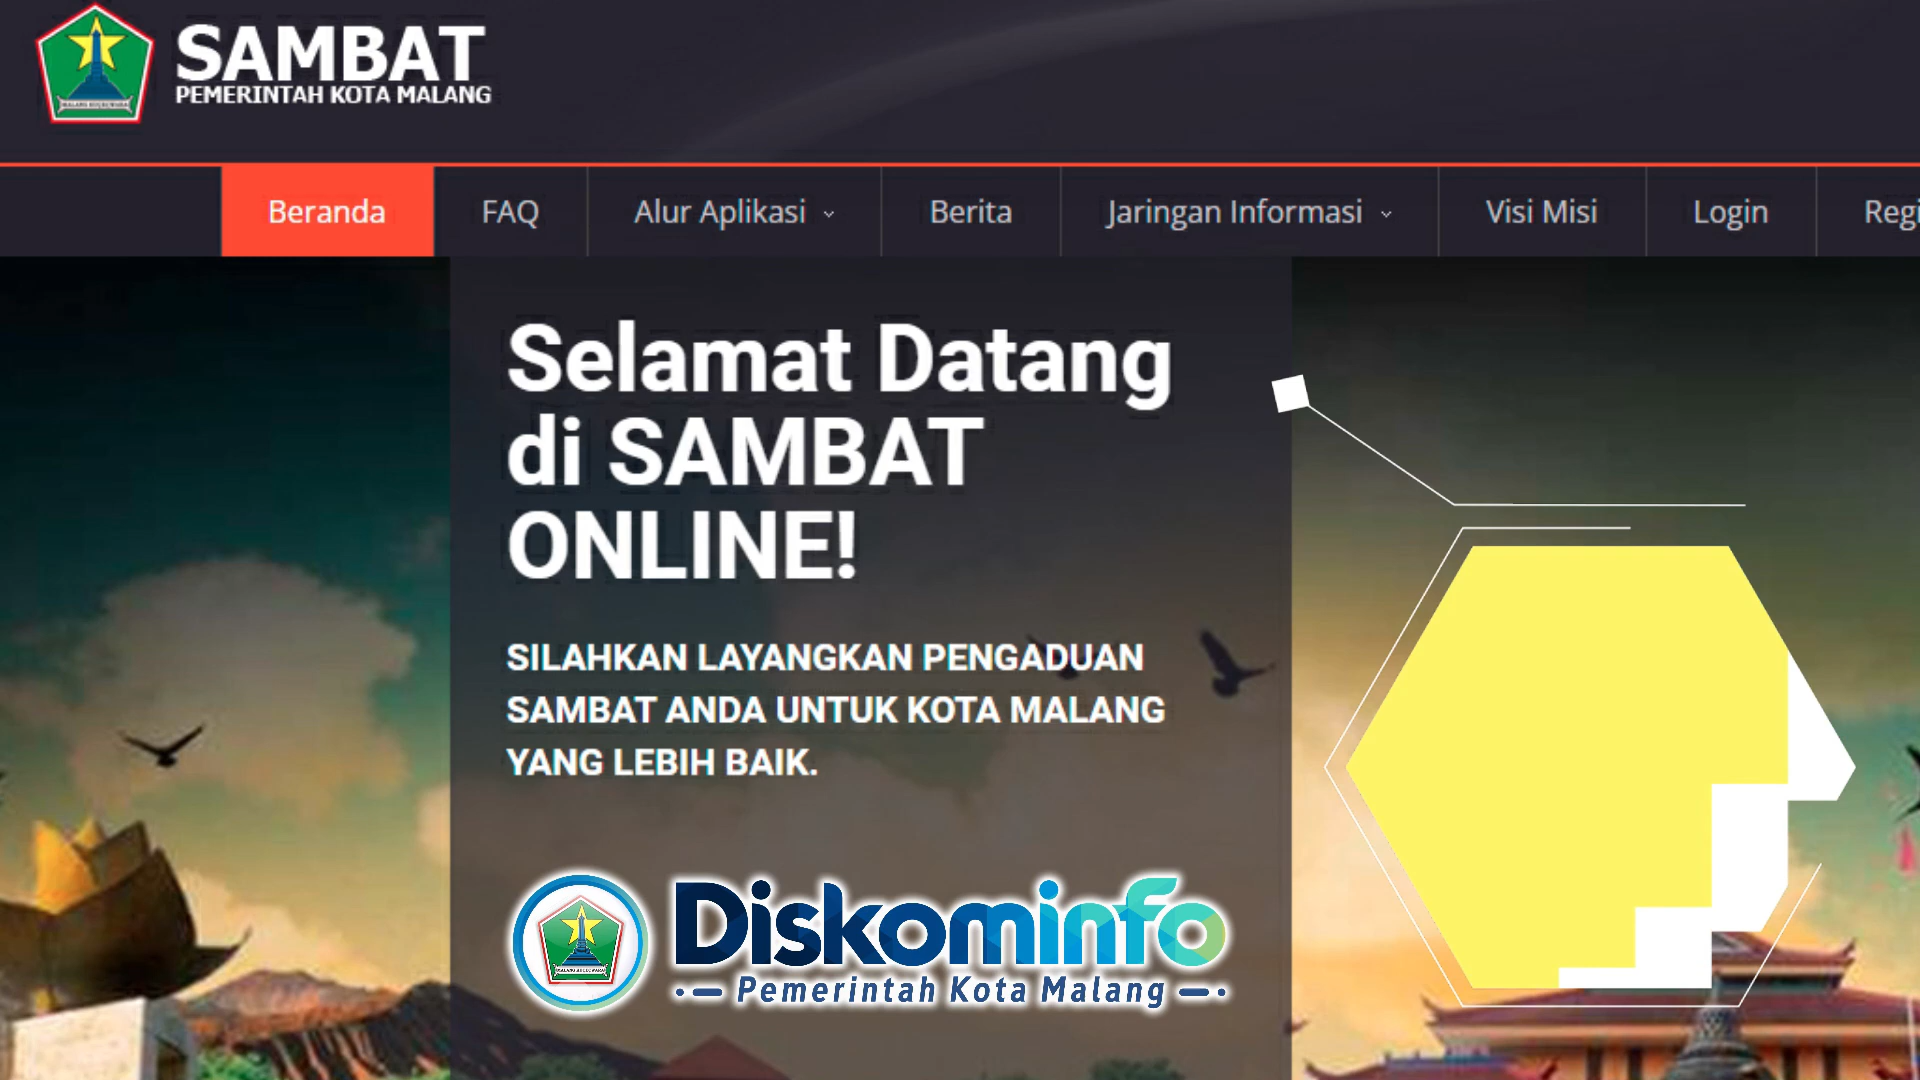 SAMBAT
PEMERINTAH KOTA MALANG
Beranda FAQ Alur Aplikasi Berita Jaringan Informasi Visi Misi Login
Selamat Datang
di SAMBAT
ONLINE!
SILAHKAN LAYANGKAN PENGADUAN
SAMBAT ANDA UNTUK KOTA MALANG
YANG LEBIH BAIK.
Diskominfo
Pemerintah Kota Malang